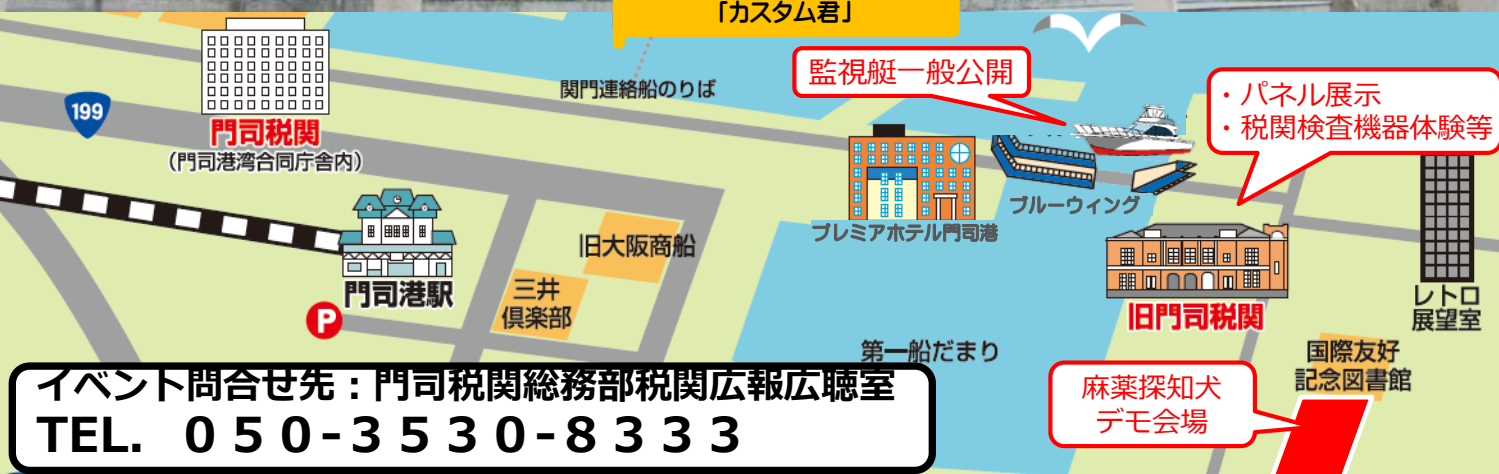 「カスタム君」
関門連絡船のりば
監視艇一般公開
・パネル展示
・税関検査機器体験等
199
門司税関
（門司港湾合同庁舎内）
ブルーウィング
プレミアホテル門司港
旧大阪商船
門司港駅
三井
倶楽部
P
旧門司税関
レトロ
展望室
第一船だまり
国際友好
記念図書館
麻薬探知犬
デモ会場
イベント問合せ先：門司税関総務部税関広報広聴室
TEL. ０５０-３５３０-８３３３